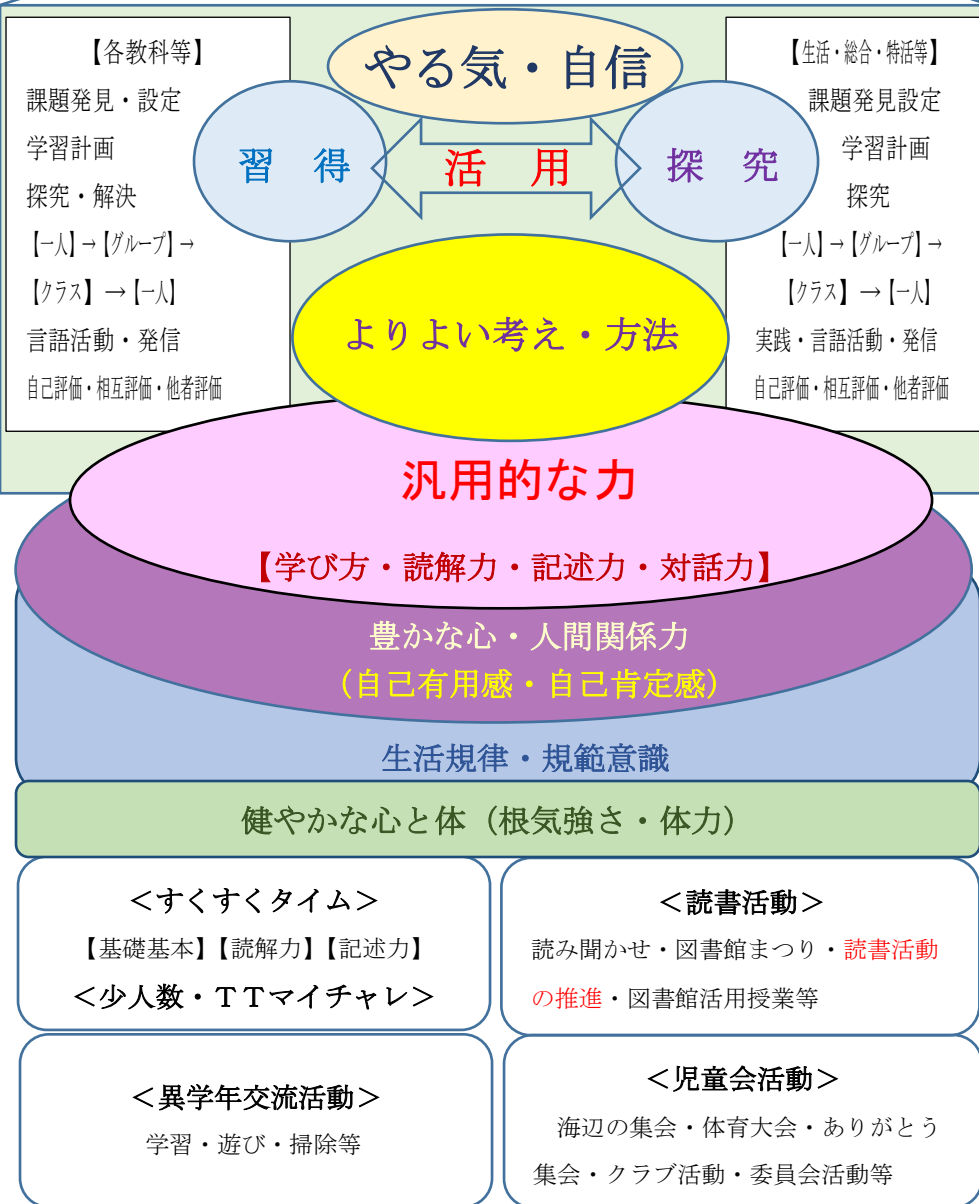 やる気・自信
【各教科等】
課題発見・設定
学習計画
探究・解決
【一人】→【グループ】→
【クラス】→【一人】
言語活動・発信
自己評価・相互評価・他者評価
習　得
活　用
探　究
【生活・総合・特活等】
課題発見設定
学習計画
探究
【一人】→【グループ】→
【クラス】→【一人】
実践・言語活動・発信
自己評価・相互評価・他者評価
よりよい考え・方法
汎用的な力
【学び方・読解力・記述力・対話力】
豊かな心・人間関係力
（自己有用感・自己肯定感）
生活規律・規範意識
健やかな心と体（根気強さ・体力）
＜すくすくタイム＞
【基礎基本】【読解力】【記述力】
＜少人数・ＴＴマイチャレ＞
＜読書活動＞
読み聞かせ・図書館まつり・読書活動
の推進・図書館活用授業等
＜異学年交流活動＞
学習・遊び・掃除等
＜児童会活動＞
海辺の集会・体育大会・ありがとう
集会・クラブ活動・委員会活動等